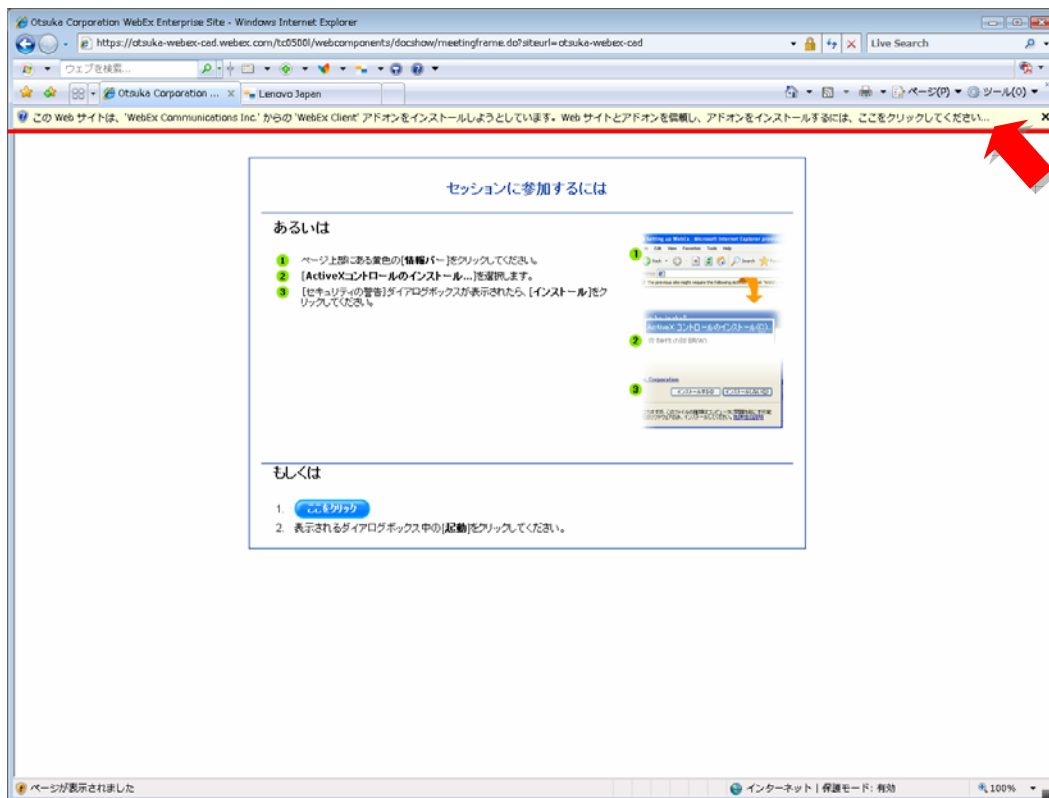 Otsuka Corporation WebEx Enterprise Site - Windows Internet Explorer
https://otsuka-webex-ced.webex.com/tc0500l/webcomponents/docshow/meetingframe.do?siteurl=otsuka-webex-ced
Live Search
ウェブを検索...
Otsuka Corporation ...
Lenovo Japan
ページ(P)
ツール(O)
この Web サイトは、'WebEx Communications Inc.' からの 'WebEx Client' アドオンをインストールしようとしています。Web サイトとアドオンを信頼し、アドオンをインストールするには、ここをクリックしてください...
セッションに参加するには
あるいは
1 ページ上部にある黄色の[情報バー]をクリックしてください。
2 [ActiveXコントロールのインストール...]を選択します。
3 [セキュリティの警告]ダイアログボックスが表示されたら、[インストール]をク
リックしてください。
1
2
ActiveX コントロールのインストール(C)...
3
もしくは
1. ここをクリック
2. 表示されるダイアログボックス中の[起動]をクリックしてください。
ページが表示されました
インターネット | 保護モード: 有効
100%